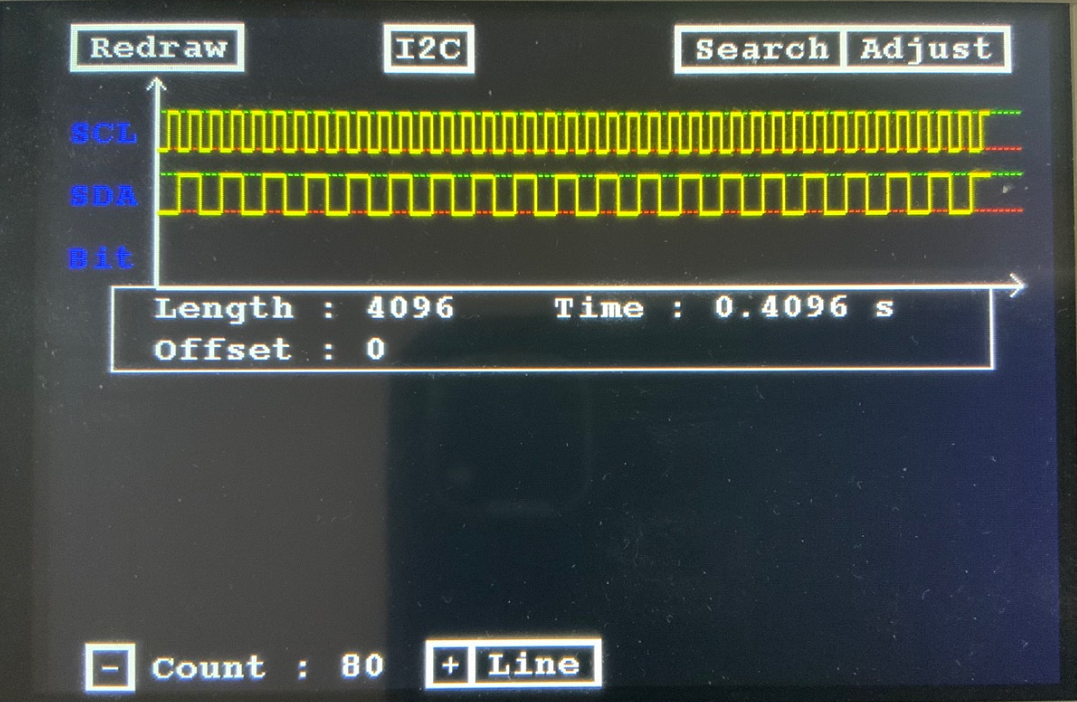 Redraw I2C Search Adjust
SCL
SDA
Bit
Length : 4096 Time : 0.4096 s
Offset : 0
- Count : 80 + Line